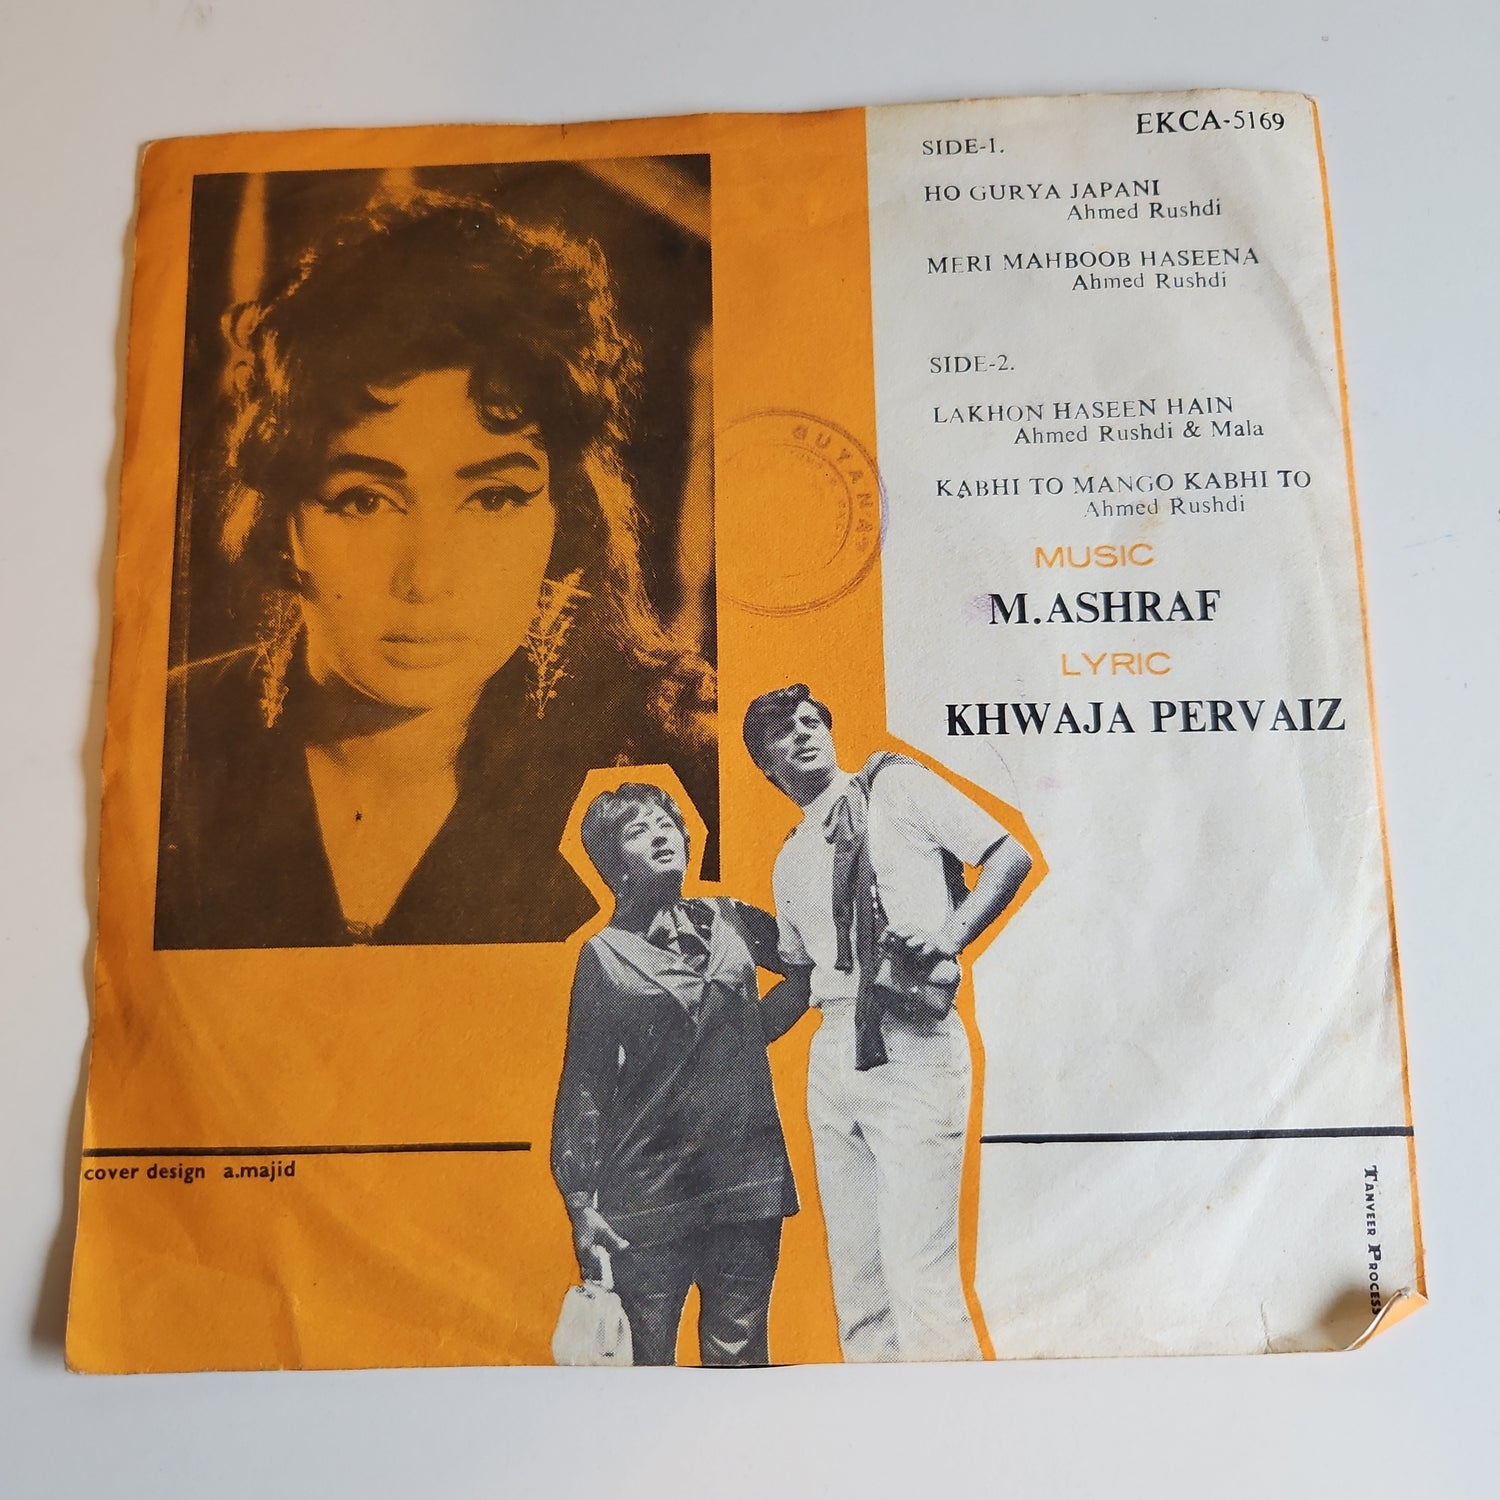 EKCA-5169
SIDE-1.
HO GURYA JAPANI
Ahmed Rushdi
MERI MAHBOOB HASEENA
Ahmed Rushdi
SIDE-2.
LAKHON HASEEN HAIN
Ahmed Rushdi & Mala
KABHI TO MANGO KABHI TO
Ahmed Rushdi
MUSIC
M.ASHRAF
LYRIC
KHWAJA PERVAIZ
GUYANA
cover design a.majid
TANVEER PROCESS